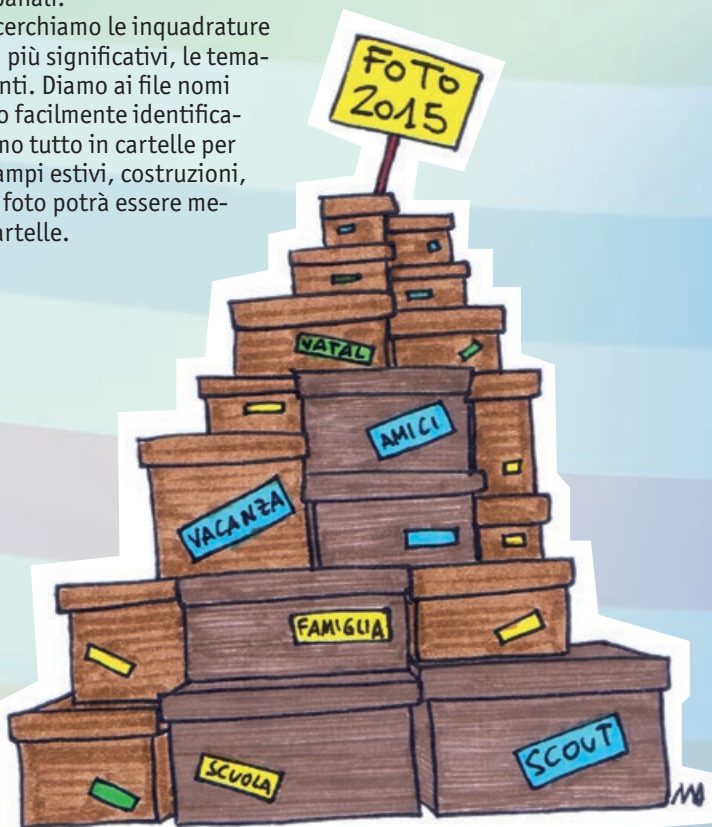 cerchiamo le inquadrature
più significativi, le tema-
nti. Diamo ai file nomi
o facilmente identifica-
mo tutto in cartelle per
ampi estivi, costruzioni,
foto potrà essere me-
artelle.
FOTO
2015
NATAL
AMICI
VACANZA
FAMIGLIA
SCUOLA
SCOUT